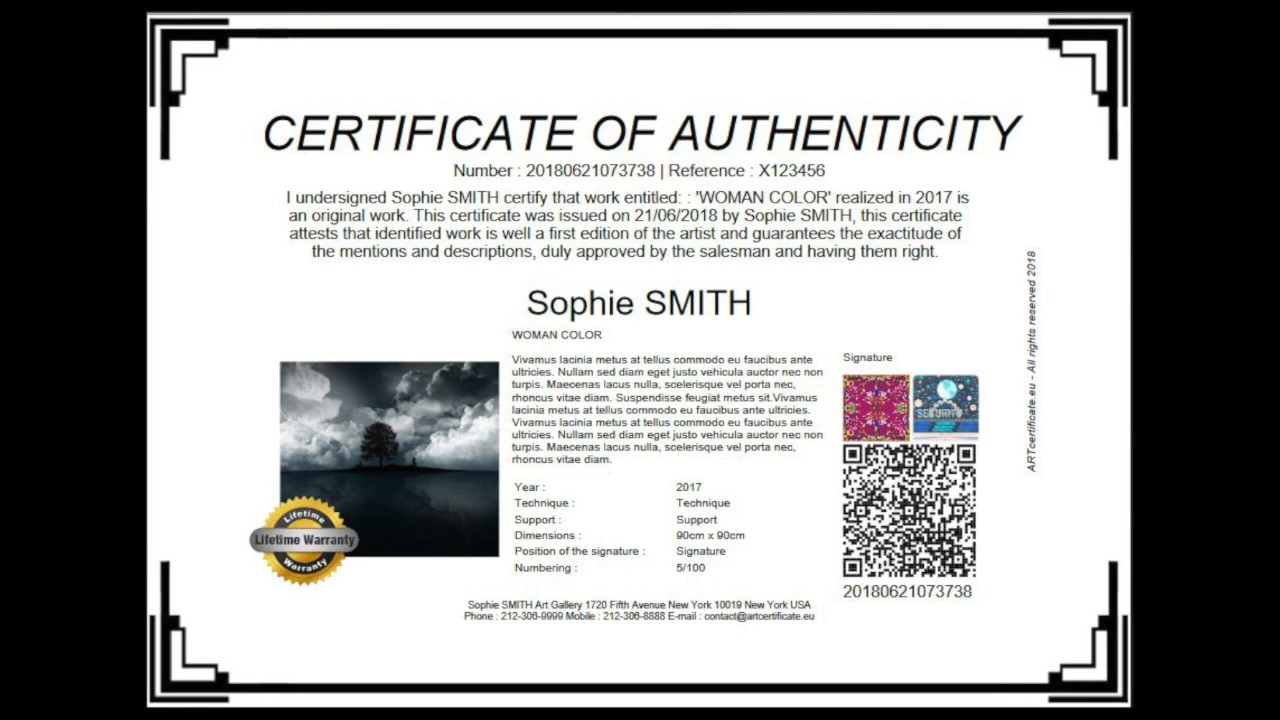 CERTIFICATE OF AUTHENTICITY
Number : 20180621073738 | Reference : X123456
I undersigned Sophie SMITH certify that work entitled: : 'WOMAN COLOR' realized in 2017 is
an original work. This certificate was issued on 21/06/2018 by Sophie SMITH, this certificate
attests that identified work is well a first edition of the artist and guarantees the exactitude of
the mentions and descriptions, duly approved by the salesman and having them right.
Sophie SMITH
WOMAN COLOR
Vivamus lacinia metus at tellus commodo eu faucibus ante
ultricies. Nullam sed diam eget justo vehicula auctor nec non
turpis. Maecenas lacus nulla, scelerisque vel porta nec,
rhoncus vitae diam. Suspendisse feugiat metus sit.Vivamus
lacinia metus at tellus commodo eu faucibus ante ultricies.
Vivamus lacinia metus at tellus commodo eu faucibus ante
ultricies. Nullam sed diam eget justo vehicula auctor nec non
turpis. Maecenas lacus nulla, scelerisque vel porta nec,
rhoncus vitae diam.
Year : 2017
Technique : Technique
Support : Support
Dimensions : 90cm x 90cm
Position of the signature : Signature
Numbering : 5/100
Lifetime
Lifetime Warranty
Warranty
Signature
SECURITY
20180621073738
ARTcertificate.eu - All rights reserved 2018
Sophie SMITH Art Gallery 1720 Fifth Avenue New York 10019 New York USA
Phone : 212-306-9999 Mobile : 212-306-8888 E-mail : contact@artcertificate.eu